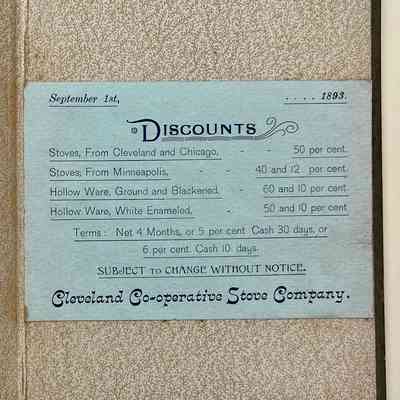 September 1st, .... 1893.
DISCOUNTS
Stoves, From Cleveland and Chicago, - - 50 per cent.
Stoves, From Minneapolis, - 40 and 12 per cent.
Hollow Ware, Ground and Blackened, - 60 and 10 per cent.
Hollow Ware, White Enameled, - 50 and 10 per cent
Terms: Net 4 Months, or 5 per cent Cash 30 days, or
6 per cent. Cash 10 days.
SUBJECT TO CHANGE WITHOUT NOTICE.
Cleveland Co-operative Stove Company.